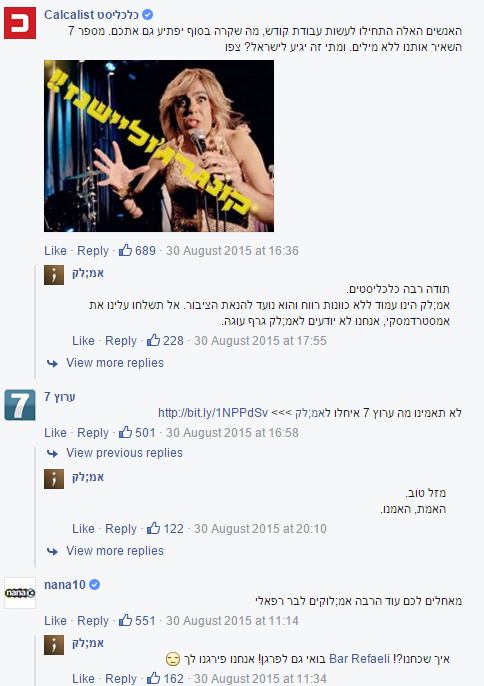 Calcalist כלכליסט
האנשים האלה התחילו לעשות עבודת קודש, מה שקרה בסוף יפתיע גם אתכם. מספר 7
השאיר אותנו ללא מילים. ומתי זה יגיע לישראל? צפו
קונגרצ'וליישנז!!
Like · Reply · 689 · 30 August 2015 at 16:36
אמ;לק
תודה רבה כלכליסטים.
אמ;לק הינו עמוד ללא כוונות רווח והוא נועד להנאת הציבור. אל תשלחו עלינו את
אמסטרדמסקי, אנחנו לא יודעים לאמ;לק גרף עוגה.
Like · Reply · 228 · 30 August 2015 at 17:55
View more replies
7
ערוץ 7
לא תאמינו מה ערוץ 7 איחלו לאמ;לק >>> http://bit.ly/1NPPdSv
Like · Reply · 501 · 30 August 2015 at 16:58
View previous replies
אמ;לק
מזל טוב.
האמת, האמנו.
Like · Reply · 122 · 30 August 2015 at 20:10
View more replies
nana10
nana10
מאחלים לכם עוד הרבה אמ;לוקים לבר רפאלי
Like · Reply · 551 · 30 August 2015 at 11:14
אמ;לק
איך שכחנו?! Bar Refaeli בואי גם לפרגן! אנחנו פירגנו לך
Like · Reply · 162 · 30 August 2015 at 11:34